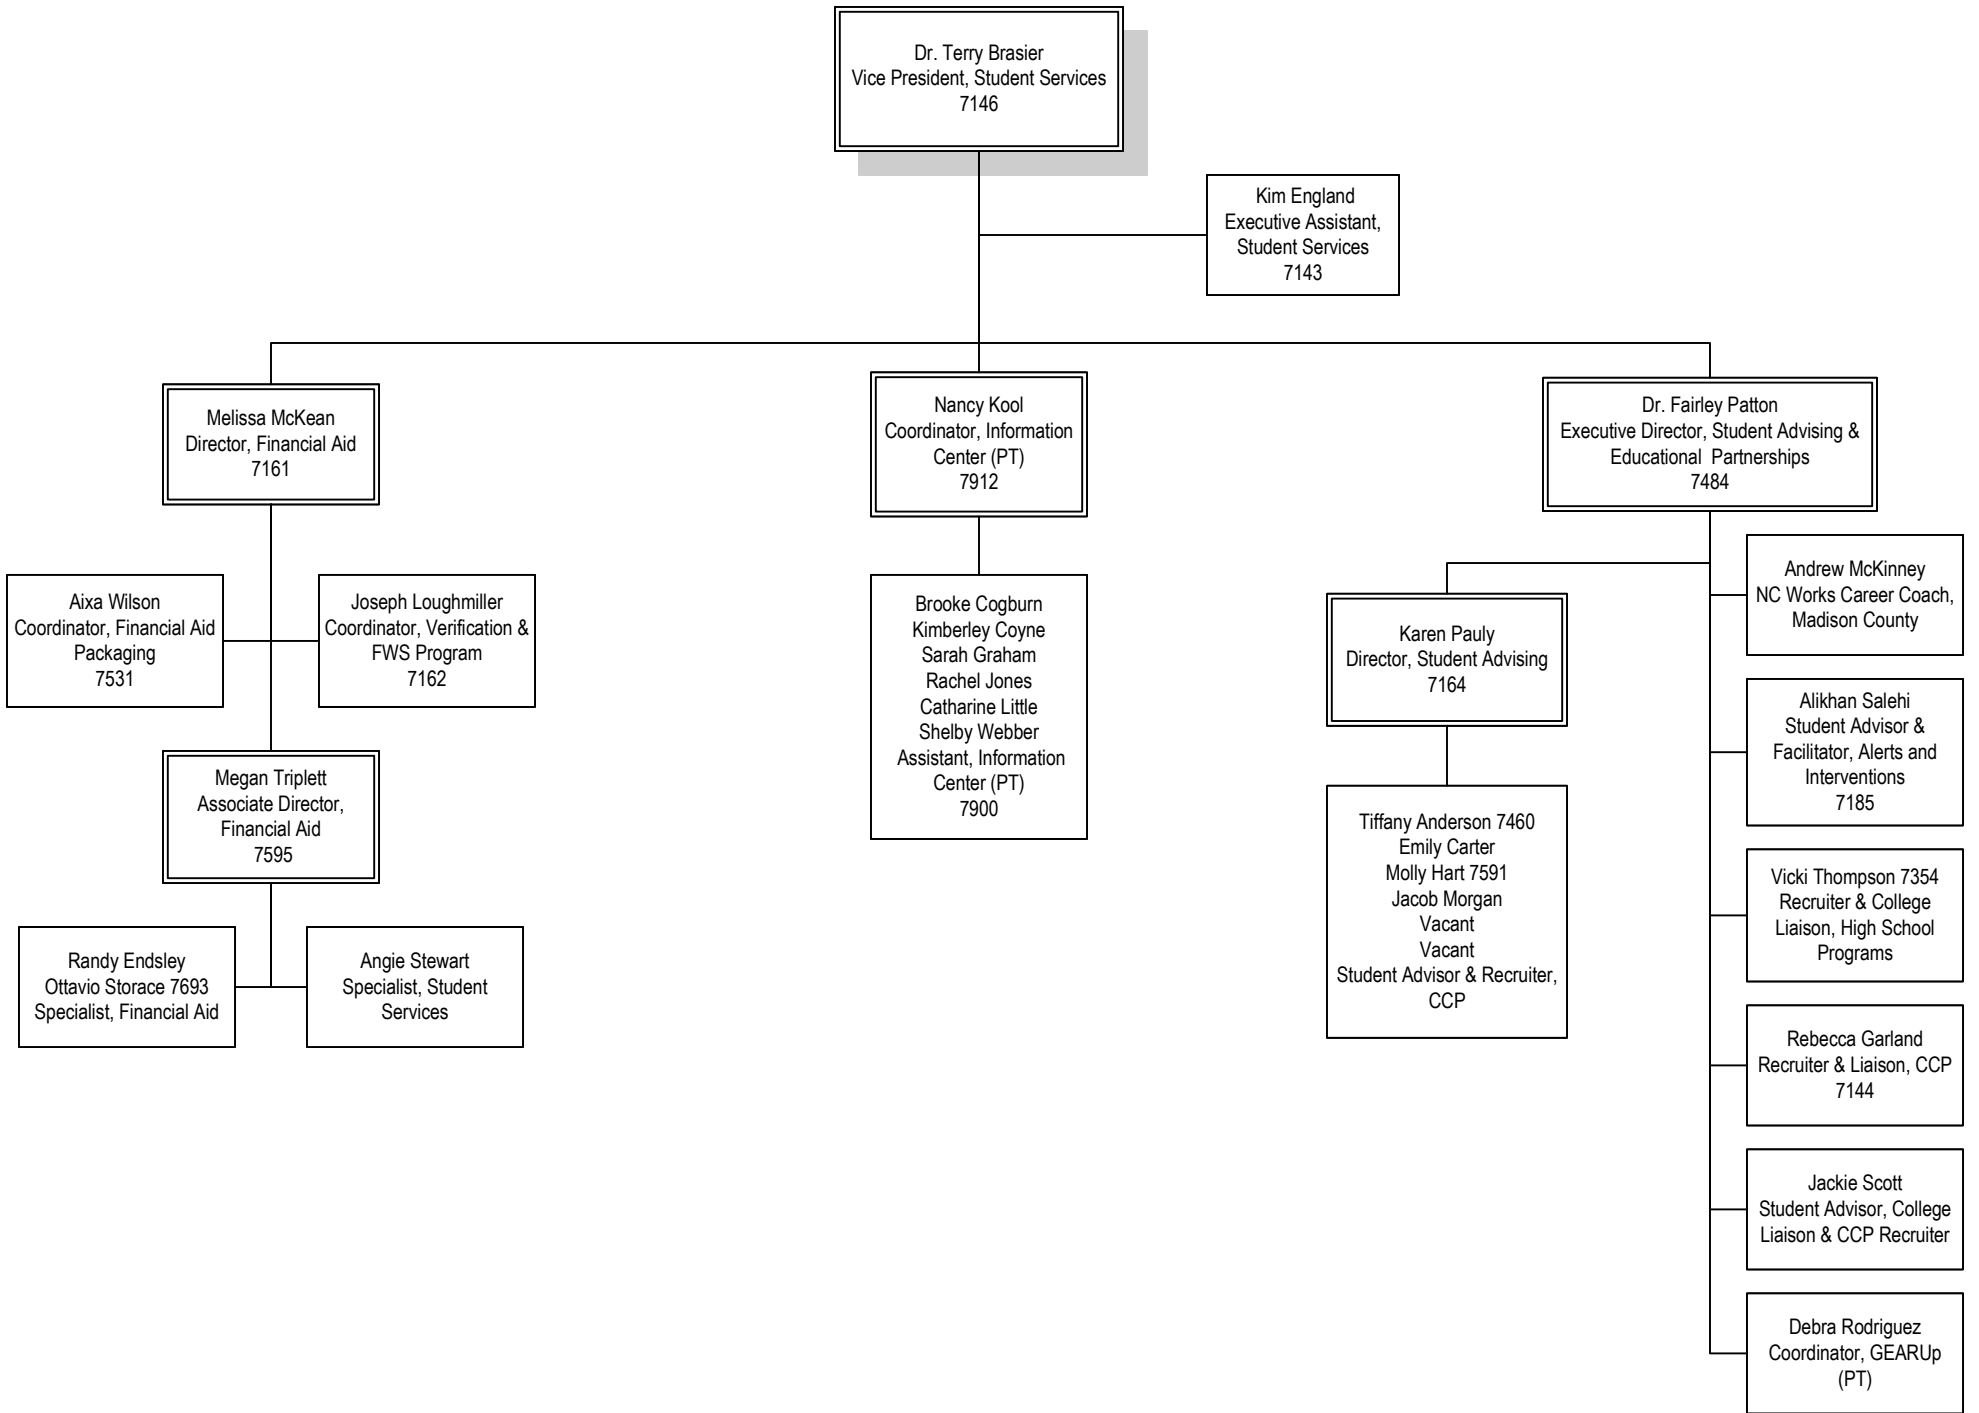 Dr. Terry Brasier
Vice President, Student Services
7146
Kim England
Executive Assistant,
Student Services
7143
Melissa McKean
Director, Financial Aid
7161
Nancy Kool
Coordinator, Information
Center (PT)
7912
Dr. Fairley Patton
Executive Director, Student Advising &
Educational  Partnerships
7484
Aixa Wilson
Coordinator, Financial Aid
Packaging
7531
Joseph Loughmiller
Coordinator, Verification &
FWS Program
7162
Megan Triplett
Associate Director,
Financial Aid
7595
Randy Endsley
Ottavio Storace 7693
Specialist, Financial Aid
Angie Stewart
Specialist, Student
Services
Brooke Cogburn
Kimberley Coyne
Sarah Graham
Rachel Jones
Catharine Little
Shelby Webber
Assistant, Information
Center (PT)
7900
Karen Pauly
Director, Student Advising
7164
Tiffany Anderson 7460
Emily Carter
Molly Hart 7591
Jacob Morgan
Vacant
Vacant
Student Advisor & Recruiter,
CCP
Andrew McKinney
NC Works Career Coach,
Madison County
Alikhan Salehi
Student Advisor &
Facilitator, Alerts and
Interventions
7185
Vicki Thompson 7354
Recruiter & College
Liaison, High School
Programs
Rebecca Garland
Recruiter & Liaison, CCP
7144
Jackie Scott
Student Advisor, College
Liaison & CCP Recruiter
Debra Rodriguez
Coordinator, GEARUp
(PT)